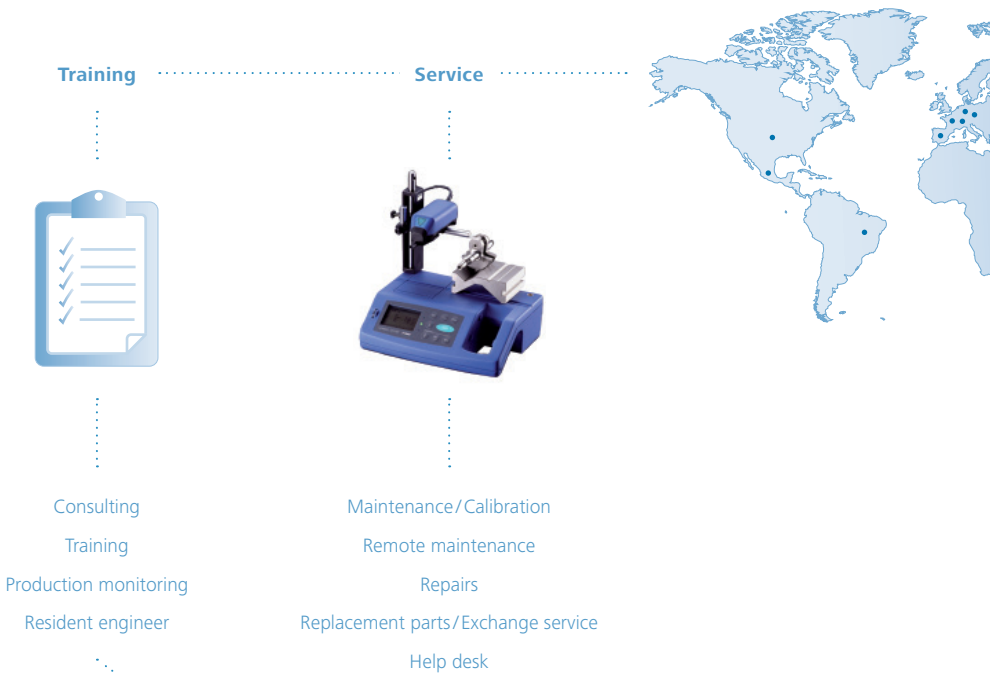 Training
Service
Consulting
Training
Production monitoring
Resident engineer
Maintenance/Calibration
Remote maintenance
Repairs
Replacement parts/Exchange service
Help desk